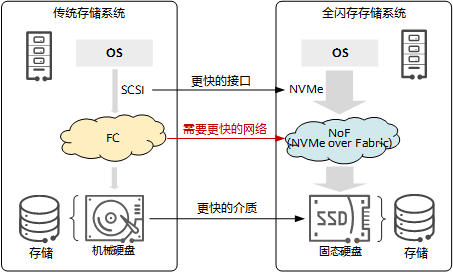 传统存储系统
全闪存存储系统
OS
OS
SCSI
更快的接口
NVMe
FC
需要更快的网络
NoF
(NVMe over Fabric)
更快的介质
SSD
存储
机械硬盘
固态硬盘
存储